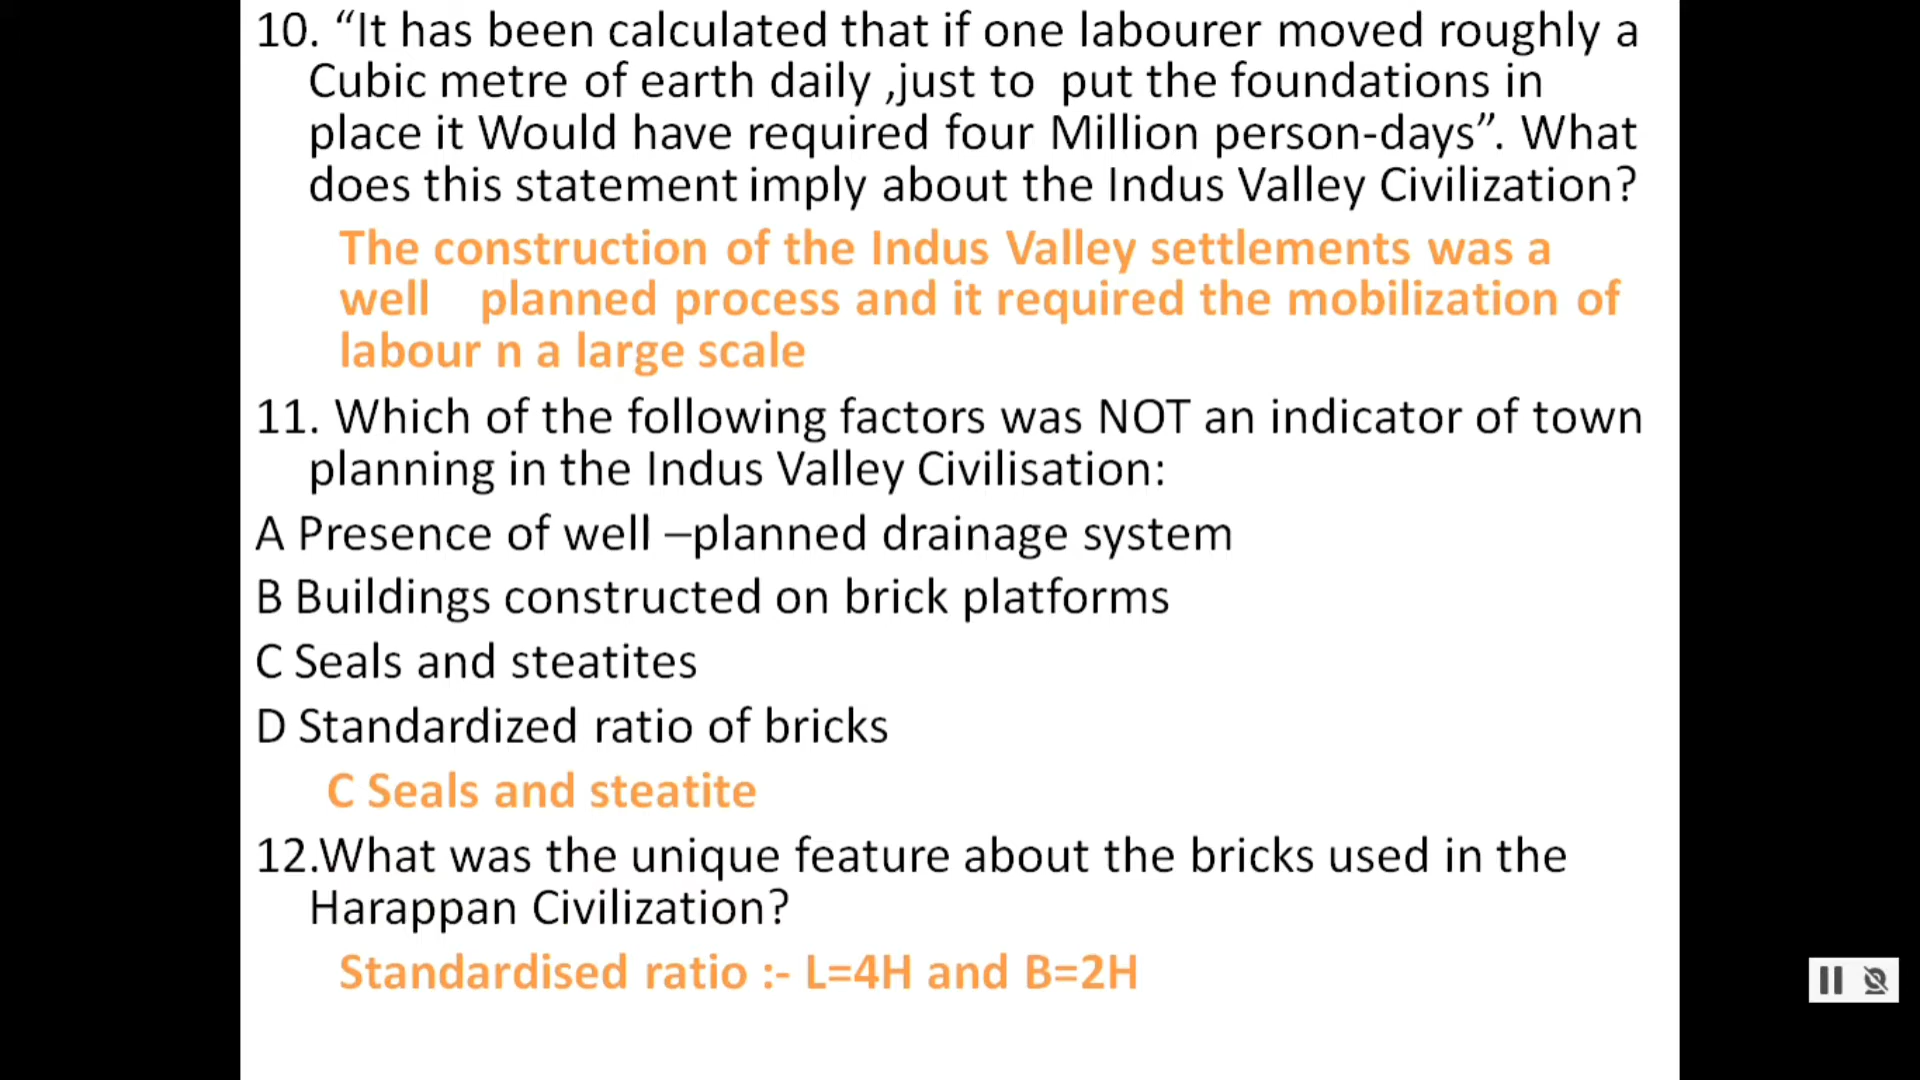 10. “It has been calculated that if one labourer moved roughly a
Cubic metre of earth daily ,just to put the foundations in
place it Would have required four Million person-days”. What
does this statement imply about the Indus Valley Civilization?
The construction of the Indus Valley settlements was a
well planned process and it required the mobilization of
labour n a large scale
11. Which of the following factors was NOT an indicator of town
planning in the Indus Valley Civilisation:
A Presence of well –planned drainage system
B Buildings constructed on brick platforms
C Seals and steatites
D Standardized ratio of bricks
C Seals and steatite
12.What was the unique feature about the bricks used in the
Harappan Civilization?
Standardised ratio :- L=4H and B=2H